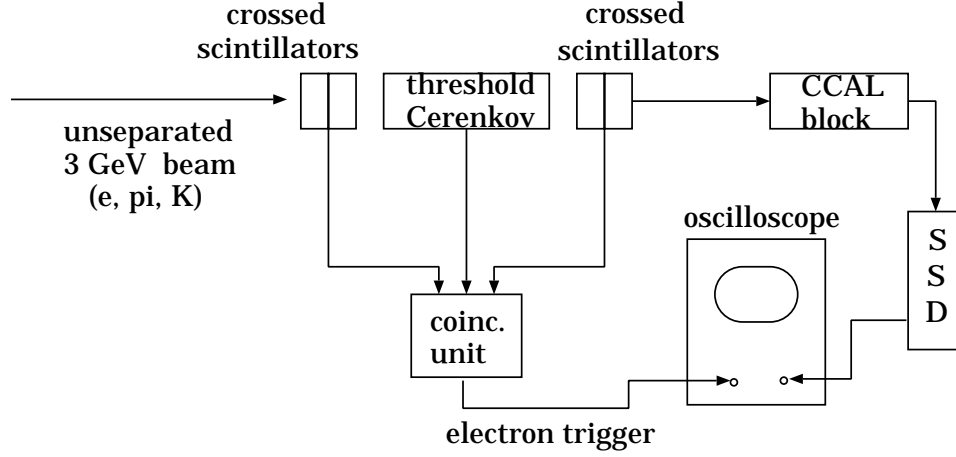 crossed
scintillators
crossed
scintillators
threshold
Cerenkov
CCAL
block
unseparated
3 GeV beam
(e, pi, K)
oscilloscope
S
S
D
coinc.
unit
electron trigger